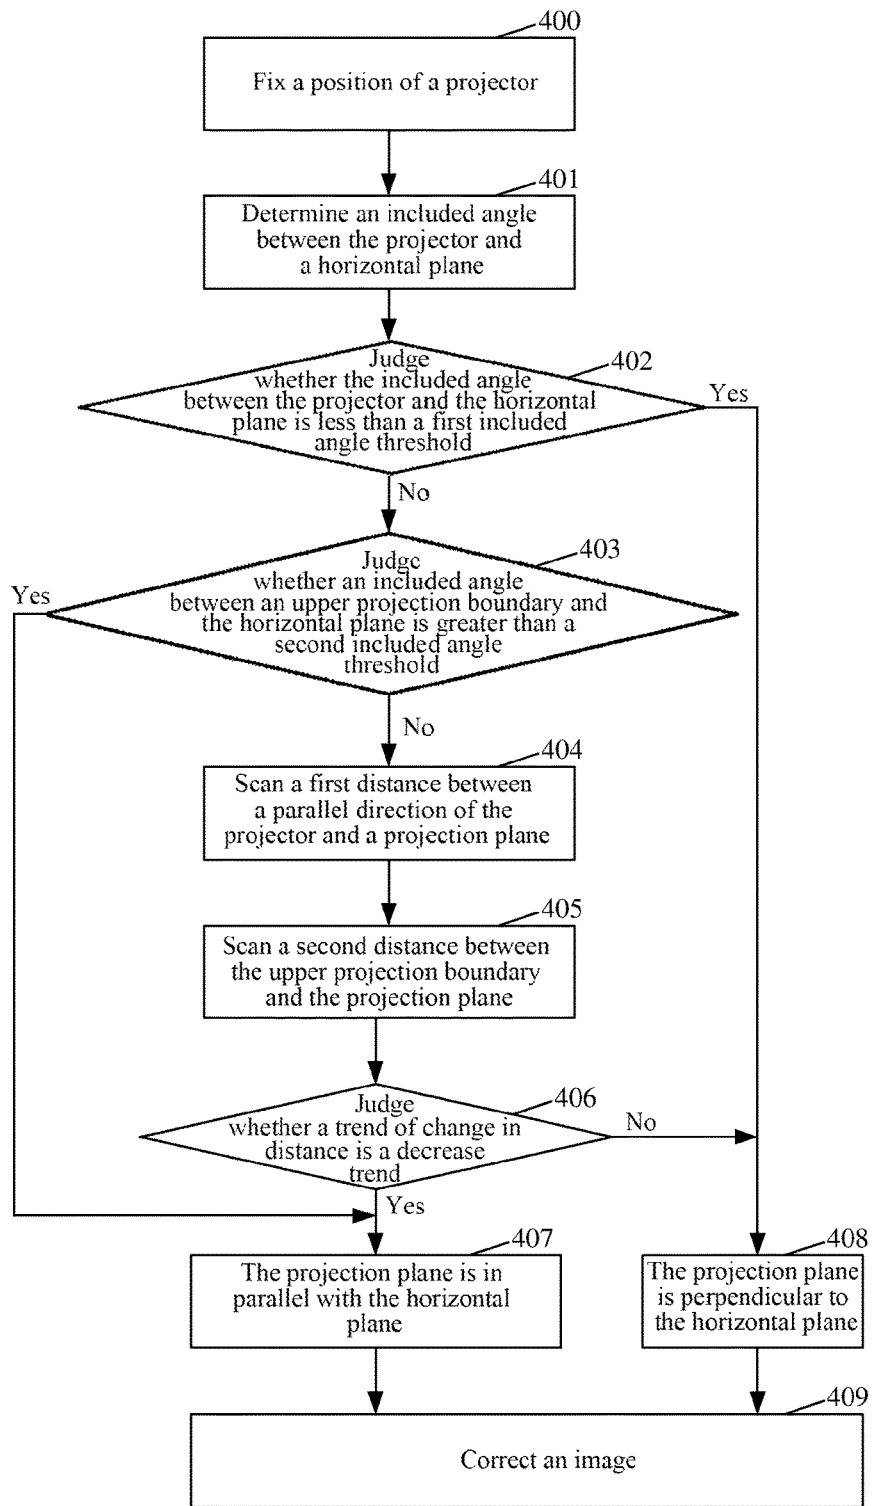 400
Fix a position of a projector
401
Determine an included angle
between the projector and
a horizontal plane
402
Judge
whether the included angle
between the projector and the horizontal
plane is less than a first included
angle threshold
Yes
No
403
Judge
whether an included angle
between an upper projection boundary and
the horizontal plane is greater than a
second included angle
threshold
Yes
No
404
Scan a first distance between
a parallel direction of the
projector and a projection plane
405
Scan a second distance between
the upper projection boundary
and the projection plane
406
Judge
whether a trend of change in
distance is a decrease
trend
No
Yes
407
The projection plane is in
parallel with the horizontal
plane
408
The projection plane
is perpendicular to
the horizontal plane
409
Correct an image